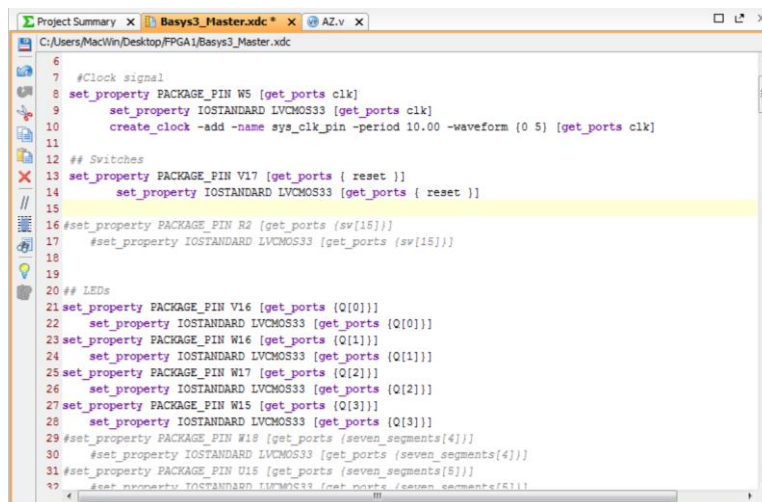 Project Summary Basys3_Master.xdc * AZ.v
C:/Users/MacWin/Desktop/FPGA1/Basys3_Master.xdc
6
7 #Clock signal
8 set_property PACKAGE_PIN W5 [get_ports clk]
9 set_property IOSTANDARD LVCMOS33 [get_ports clk]
10 create_clock -add -name sys_clk_pin -period 10.00 -waveform {0 5} [get_ports clk]
11
12 ## Switches
13 set_property PACKAGE_PIN V17 [get_ports { reset }]
14 set_property IOSTANDARD LVCMOS33 [get_ports { reset }]
15
16 #set_property PACKAGE_PIN R2 [get_ports {sw[15]}]
17 #set_property IOSTANDARD LVCMOS33 [get_ports {sw[15]}]
18
19
20 ## LEDs
21 set_property PACKAGE_PIN V16 [get_ports {Q[0]}]
22 set_property IOSTANDARD LVCMOS33 [get_ports {Q[0]}]
23 set_property PACKAGE_PIN W16 [get_ports {Q[1]}]
24 set_property IOSTANDARD LVCMOS33 [get_ports {Q[1]}]
25 set_property PACKAGE_PIN W17 [get_ports {Q[2]}]
26 set_property IOSTANDARD LVCMOS33 [get_ports {Q[2]}]
27 set_property PACKAGE_PIN W15 [get_ports {Q[3]}]
28 set_property IOSTANDARD LVCMOS33 [get_ports {Q[3]}]
29 #set_property PACKAGE_PIN W18 [get_ports {seven_segments[4]}]
30 #set_property IOSTANDARD LVCMOS33 [get_ports {seven_segments[4]}]
31 #set_property PACKAGE_PIN U15 [get_ports {seven_segments[5]}]
32 #set_property IOSTANDARD LVCMOS33 [get_ports {seven_segments[5]}]